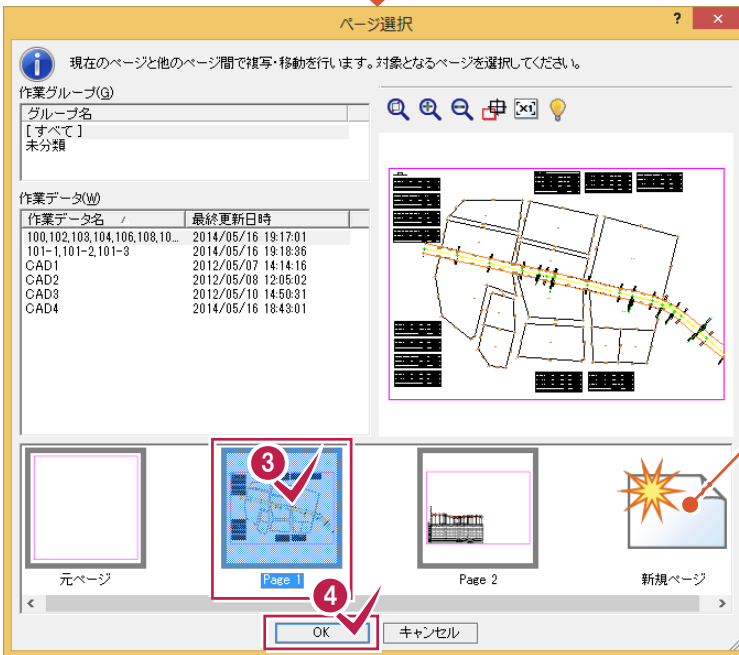 ページ選択
? ×
現在のページと他のページ間で複写・移動を行います。対象となるページを選択してください。
作業グループ(G)
グループ名
[すべて]
未分類
作業データ(W)
作業データ名 / 最終更新日時
100,102,103,104,106,108,10... 2014/05/16 19:17:01
101-1,101-2,101-3 2014/05/16 19:18:36
CAD1 2012/05/07 14:14:16
CAD2 2012/05/08 12:05:02
CAD3 2012/05/10 14:50:31
CAD4 2014/05/16 18:43:01
×1
3
元ページ
Page 1
Page 2
新規ページ
4
OK
キャンセル